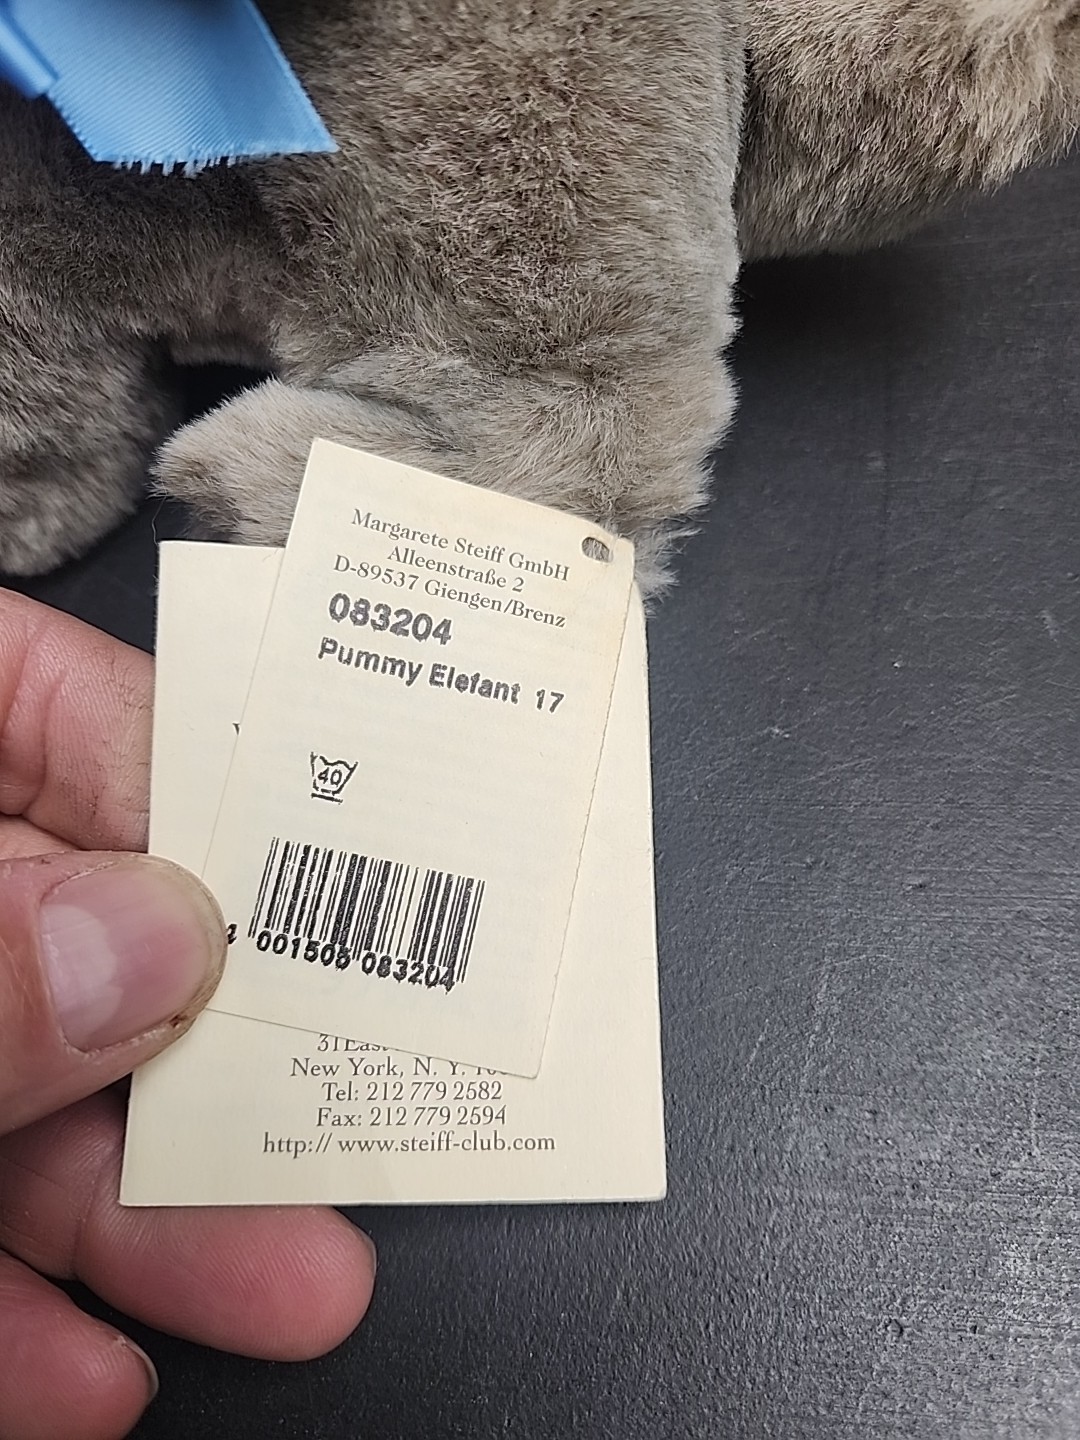 Margarete Steiff GmbH
Alleenstraße 2
D-89537 Giengen/Brenz
083204
Pummy Elefant 17
40
4 001505 083204
New York, N. Y.
Tel: 212 779 2582
Fax: 212 779 2594
http:// www.steiff-club.com